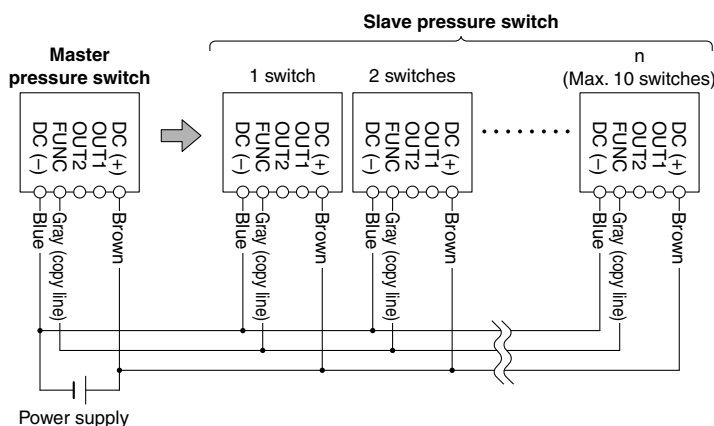 Slave pressure switch
Master
pressure switch
1 switch
2 switches
n
(Max. 10 switches)
DC (−)
FUNC
OUT2
OUT1
DC (+)
DC (−)
FUNC
OUT2
OUT1
DC (+)
DC (−)
FUNC
OUT2
OUT1
DC (+)
DC (−)
FUNC
OUT2
OUT1
DC (+)
Blue
Gray (copy line)
Brown
Blue
Gray (copy line)
Brown
Blue
Gray (copy line)
Brown
Blue
Gray (copy line)
Brown
Power supply